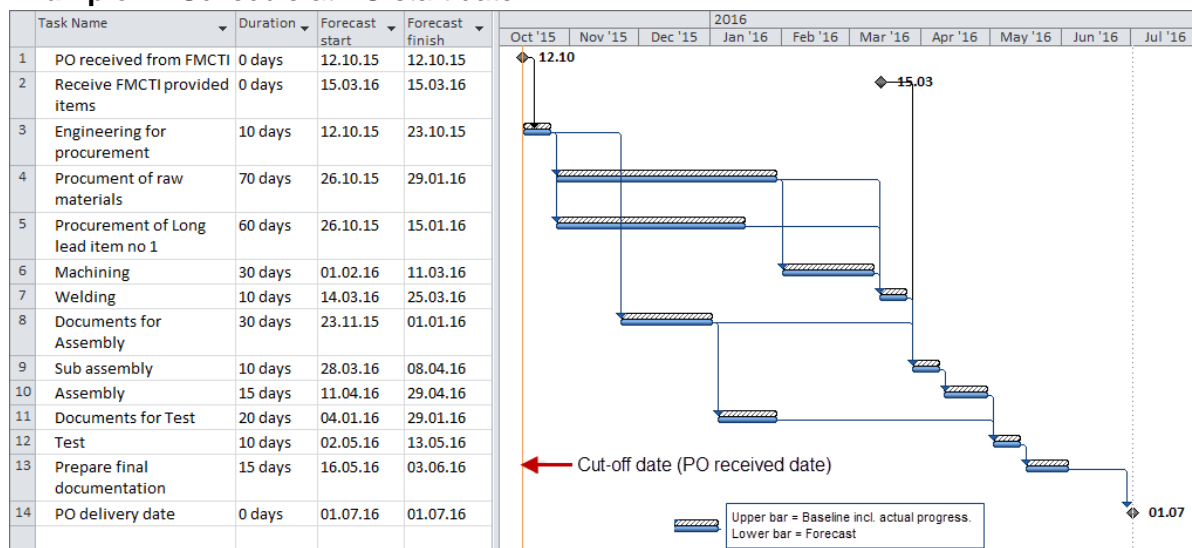 Schedule at
Task Name Duration Forecast start Forecast finish
2016
Oct '15 Nov '15 Dec '15 Jan '16 Feb '16 Mar '16 Apr '16 May '16 Jun '16 Jul '16
1 PO received from FMCTI 0 days 12.10.15 12.10.15 12.10
2 Receive FMCTI provided 0 days 15.03.16 15.03.16 15.03
items
3 Engineering for 10 days 12.10.15 23.10.15
procurement
4 Procument of raw 70 days 26.10.15 29.01.16
materials
5 Procurement of Long 60 days 26.10.15 15.01.16
lead item no 1
6 Machining 30 days 01.02.16 11.03.16
7 Welding 10 days 14.03.16 25.03.16
8 Documents for 30 days 23.11.15 01.01.16
Assembly
9 Sub assembly 10 days 28.03.16 08.04.16
10 Assembly 15 days 11.04.16 29.04.16
11 Documents for Test 20 days 04.01.16 29.01.16
12 Test 10 days 02.05.16 13.05.16
13 Prepare final 15 days 16.05.16 03.06.16
documentation
Cut-off date (PO received date)
14 PO delivery date 0 days 01.07.16 01.07.16 01.07
Upper bar = Baseline incl. actual progress.
Lower bar = Forecast